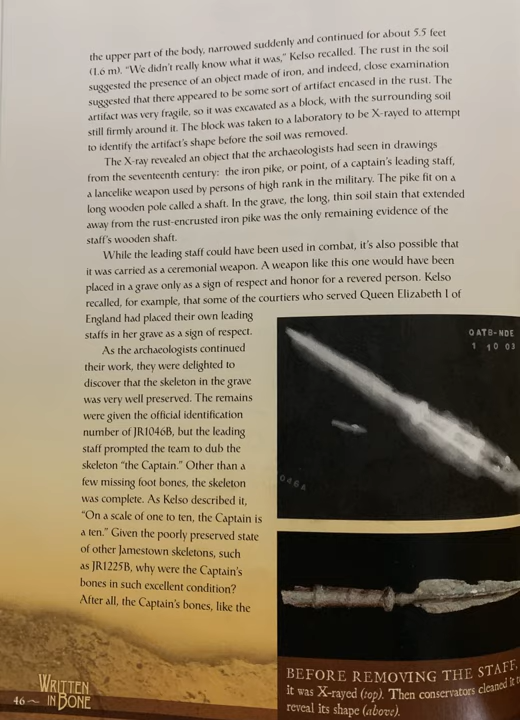 the upper part of the body, narrowed suddenly and continued for about 5.5 feet
(1.6 m). "We didn't really know what it was," Kelso recalled. The rust in the soil
suggested the presence of an object made of iron, and indeed, close examination
suggested that there appeared to be some sort of artifact encased in the rust. The
artifact was very fragile, so it was excavated as a block, with the surrounding soil
still firmly around it. The block was taken to a laboratory to be X-rayed to attempt
to identify the artifact's shape before the soil was removed.
The X-ray revealed an object that the archaeologists had seen in drawings
from the seventeenth century: the iron pike, or point, of a captain's leading staff,
a lancelike weapon used by persons of high rank in the military. The pike fit on a
long wooden pole called a shaft. In the grave, the long, thin soil stain that extended
away from the rust-encrusted iron pike was the only remaining evidence of the
staff's wooden shaft.
While the leading staff could have been used in combat, it's also possible that
it was carried as a ceremonial weapon. A weapon like this one would have been
placed in a grave only as a sign of respect and honor for a revered person. Kelso
recalled, for example, that some of the courtiers who served Queen Elizabeth I of
England had placed their own leading
staffs in her grave as a sign of respect.
As the archaeologists continued
their work, they were delighted to
discover that the skeleton in the grave
was very well preserved. The remains
were given the official identification
number of JR1046B, but the leading
staff prompted the team to dub the
skeleton "the Captain." Other than a
few missing foot bones, the skeleton
was complete. As Kelso described it,
"On a scale of one to ten, the Captain is
a ten." Given the poorly preserved state
of other Jamestown skeletons, such
as JR1225B, why were the Captain's
bones in such excellent condition?
After all, the Captain's bones, like the
OATB-NDE
1 10 03
046A
BEFORE REMOVING THE STAFF,
it was X-rayed (top). Then conservators cleaned it
reveal its shape (above).
46
WRITTEN
IN BONE